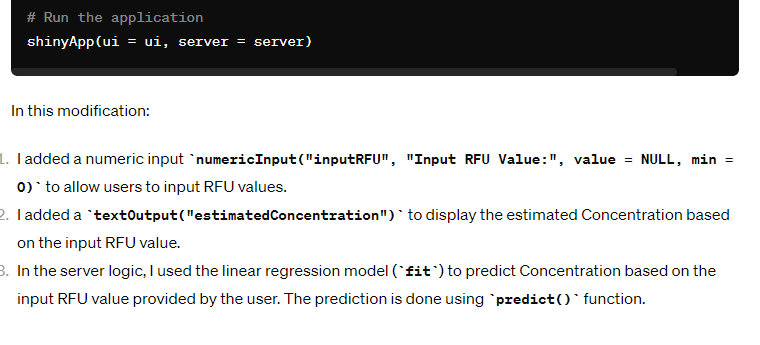 # Run the application
shinyApp(ui = ui, server = server)
In this modification:
1. I added a numeric input `numericInput("inputRFU", "Input RFU Value:", value = NULL, min =
0)` to allow users to input RFU values.
2. I added a `textOutput("estimatedConcentration")` to display the estimated Concentration based
on the input RFU value.
3. In the server logic, I used the linear regression model (`fit`) to predict Concentration based on the
input RFU value provided by the user. The prediction is done using `predict()` function.